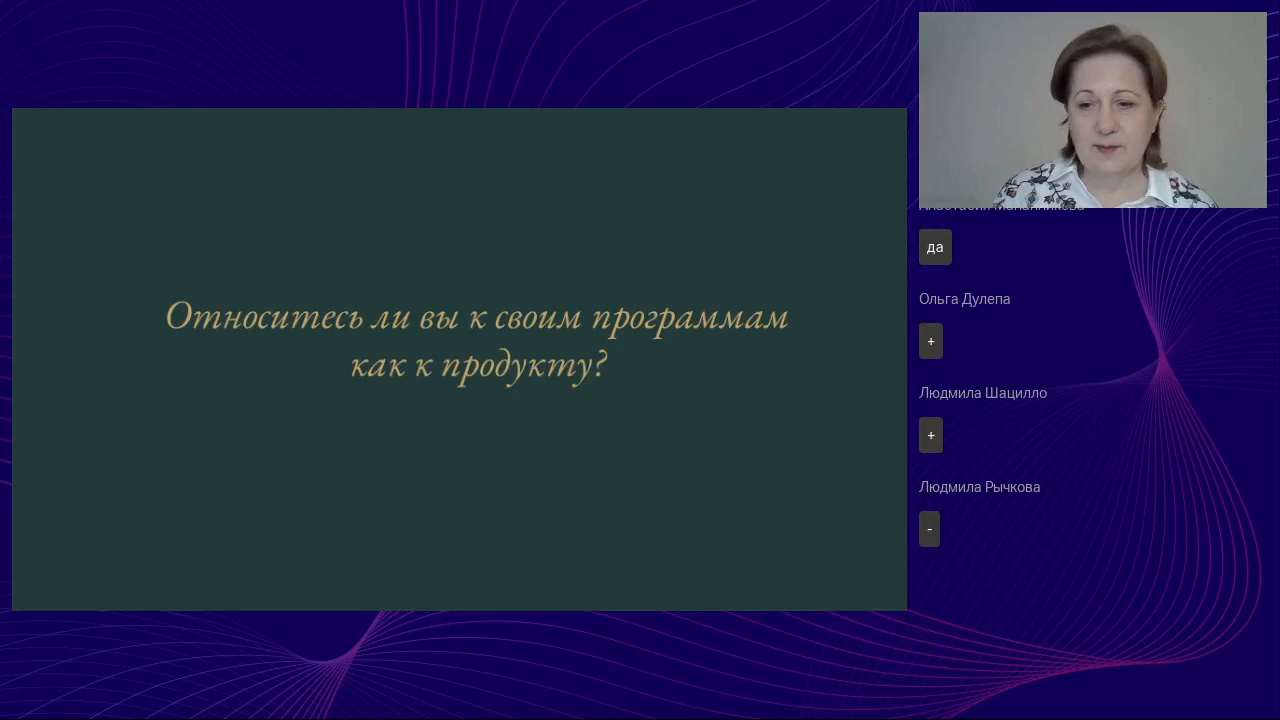 Относитесь ли вы к своим программам
как к продукту?
да
Ольга Дулепа
+
Людмила Шацилло
+
Людмила Рычкова
-